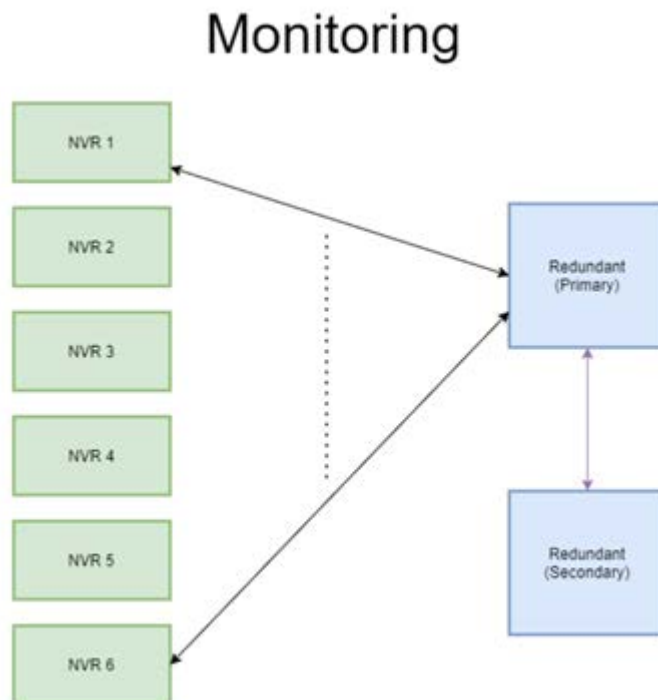 Monitoring
NVR 1
NVR 2
NVR 3
NVR 4
NVR 5
NVR 6
Redundant
(Primary)
Redundant
(Secondary)